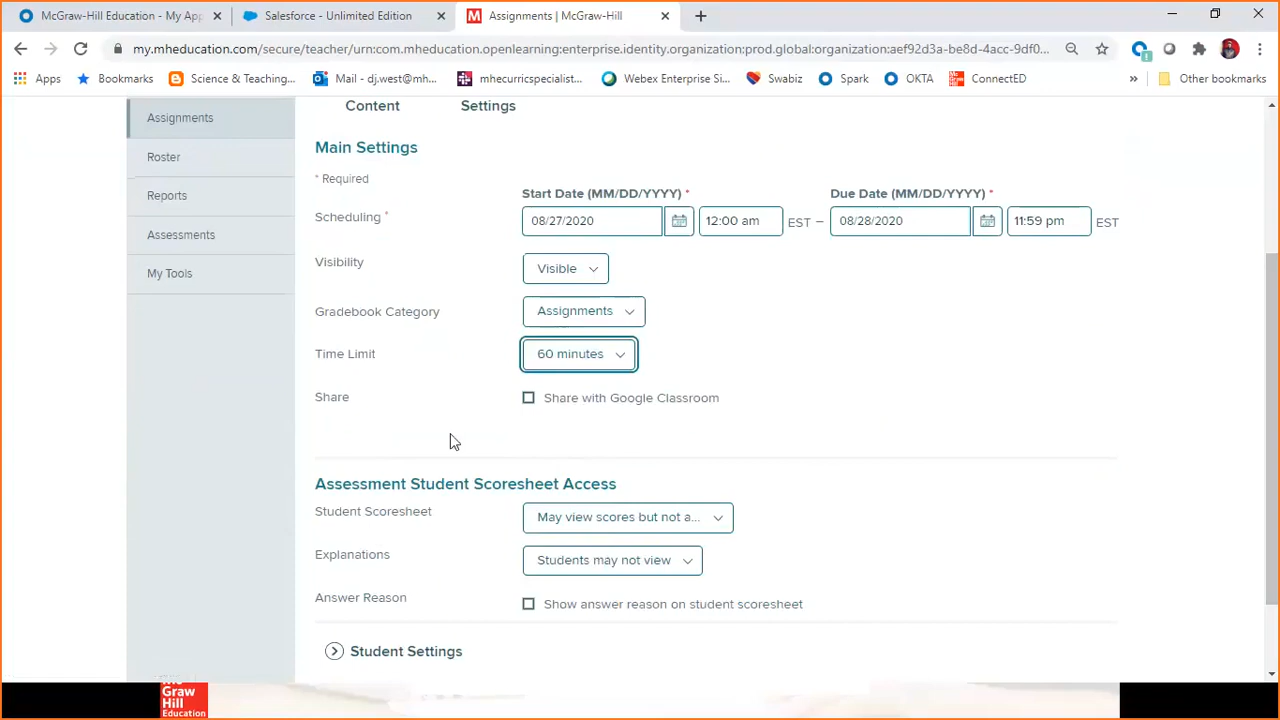 McGraw-Hill Education - My App
Salesforce - Unlimited Edition
Assignments | McGraw-Hill
my.mheducation.com/secure/teacher/urn:com.mheducation.openlearning:enterprise.identity.organization:prod.global:organization:aef92d3a-be8d-4acc-9df0...
Apps
Bookmarks
Science & Teaching...
Mail - dj.west@mh...
mhecurricspecialist...
Webex Enterprise Si...
Swabiz
Spark
OKTA
ConnectED
»
Other bookmarks
Assignments
Roster
Reports
Assessments
My Tools
Content Settings
Main Settings
* Required
Start Date (MM/DD/YYYY) * Due Date (MM/DD/YYYY) *
Scheduling * 08/27/2020 12:00 am EST – 08/28/2020 11:59 pm EST
Visibility Visible
Gradebook Category Assignments
Time Limit 60 minutes
Share Share with Google Classroom
Assessment Student Scoresheet Access
Student Scoresheet May view scores but not a...
Explanations Students may not view
Answer Reason Show answer reason on student scoresheet
Student Settings
Graw
Hill
Education